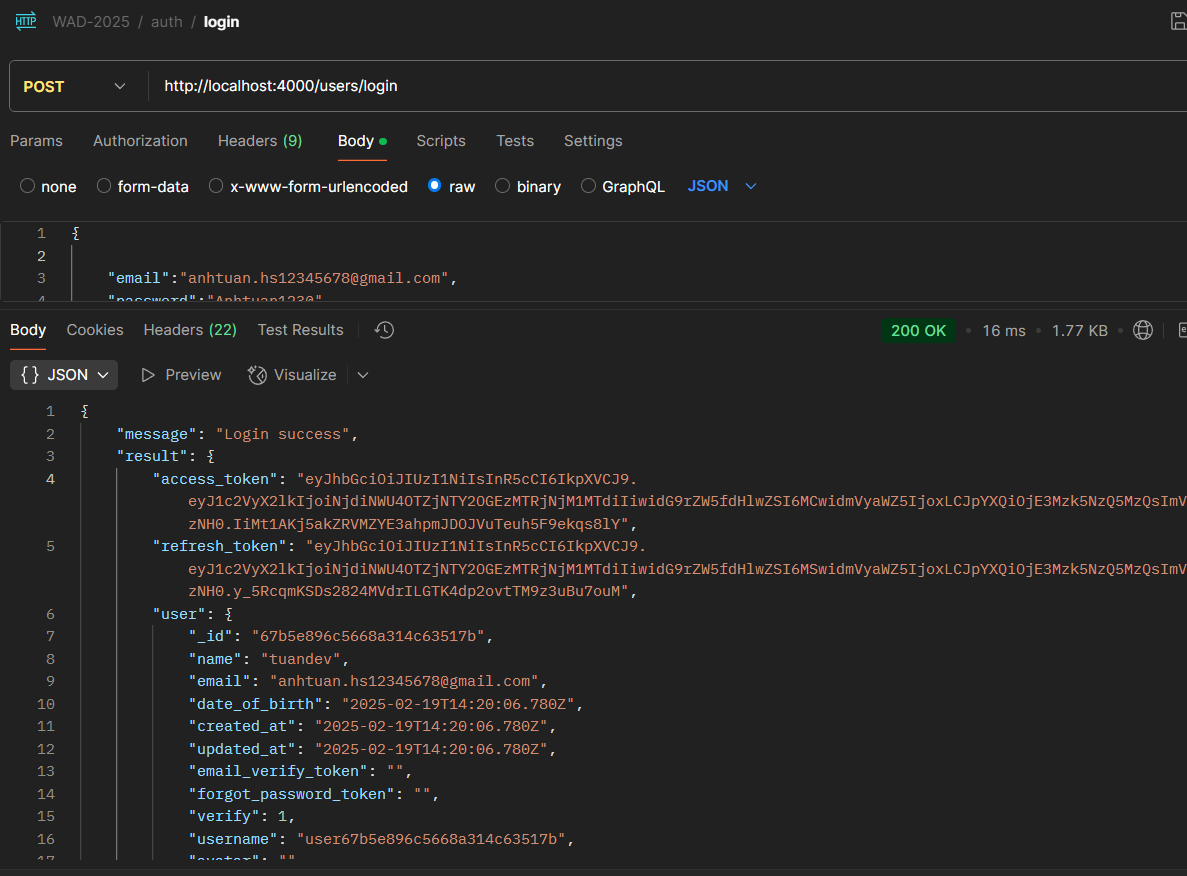 HTTP WAD-2025 / auth / login
POST http://localhost:4000/users/login
Params Authorization Headers (9) Body Scripts Tests Settings
none form-data x-www-form-urlencoded raw binary GraphQL JSON
1 {
2
3 "email":"anhtuan.hs12345678@gmail.com",
4 "password":"Anhtuan1230"
Body Cookies Headers (22) Test Results 200 OK • 16 ms • 1.77 KB •
{} JSON Preview Visualize
1 {
2 "message": "Login success",
3 "result": {
4 "access_token": "eyJhbGciOiJIUzI1NiIsInR5cCI6IkpXVCJ9.
eyJ1c2VyX2lkIjoiNjdiNWU4OTZjNTY2OGEzMTRjNjM1MTdiIiwidG9rZW5fdHlwZSI6MCwidmVyaWZ5IjoxLCJpYXQiOjE3Mzk5NzQ5MzQsImV
zNH0.IiMt1AKj5akZRVMZYE3ahpmJDOJVuTeuh5F9ekqs8lY",
5 "refresh_token": "eyJhbGciOiJIUzI1NiIsInR5cCI6IkpXVCJ9.
eyJ1c2VyX2lkIjoiNjdiNWU4OTZjNTY2OGEzMTRjNjM1MTdiIiwidG9rZW5fdHlwZSI6MSwidmVyaWZ5IjoxLCJpYXQiOjE3Mzk5NzQ5MzQsImV
zNH0.y_5RcqmKSDs2824MVdrILGTK4dp2ovtTM9z3uBu7ouM",
6 "user": {
7 "_id": "67b5e896c5668a314c63517b",
8 "name": "tuandev",
9 "email": "anhtuan.hs12345678@gmail.com",
10 "date_of_birth": "2025-02-19T14:20:06.780Z",
11 "created_at": "2025-02-19T14:20:06.780Z",
12 "updated_at": "2025-02-19T14:20:06.780Z",
13 "email_verify_token": "",
14 "forgot_password_token": "",
15 "verify": 1,
16 "username": "user67b5e896c5668a314c63517b",
17 "avatar": ""